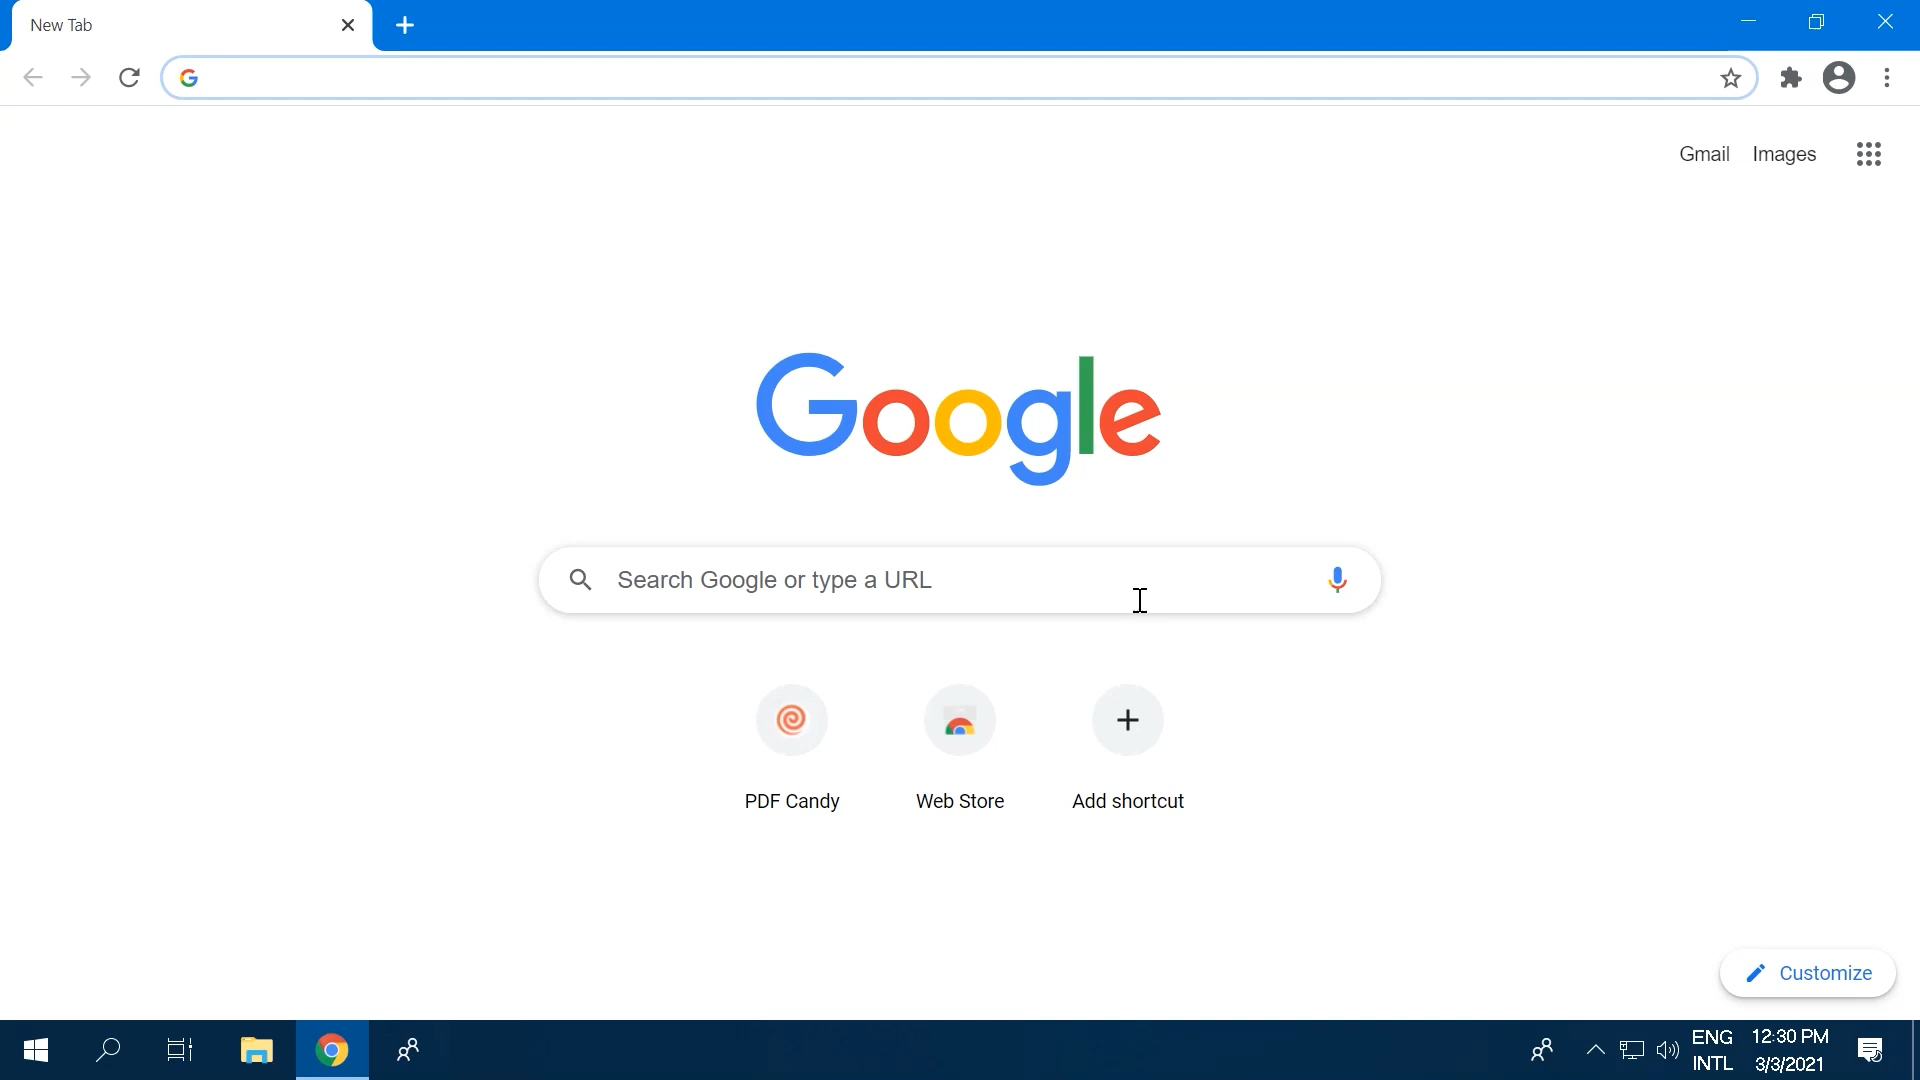 New Tab
Gmail Images
Google
Search Google or type a URL
PDF Candy
Web Store
Add shortcut
Customize
ENG
INTL
12:30 PM
3/3/2021